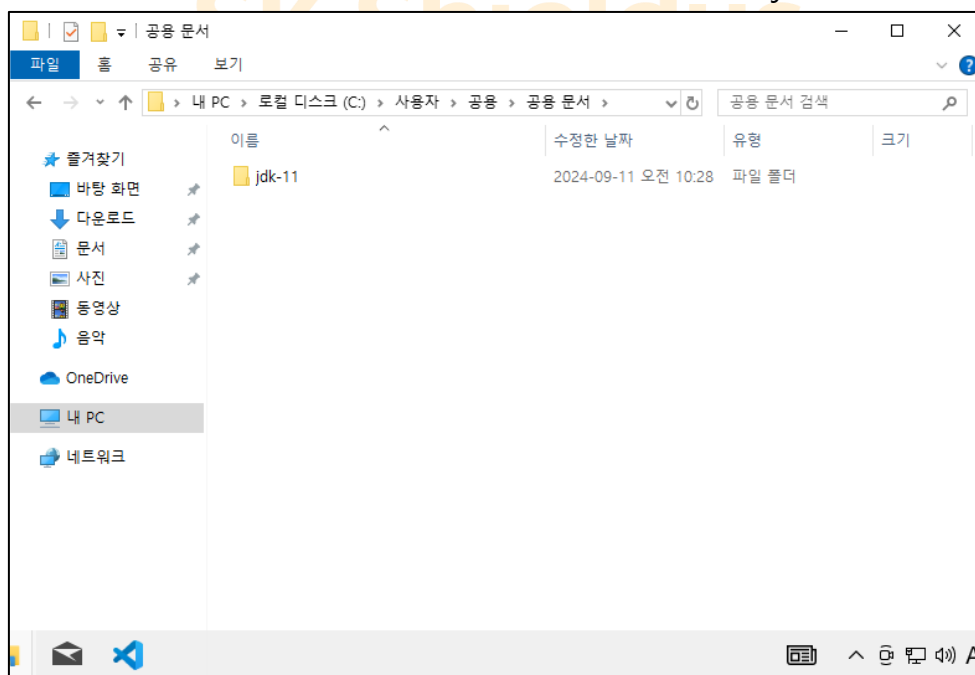 공용 문서
파일 홈 공유 보기
내 PC › 로컬 디스크 (C:) › 사용자 › 공용 › 공용 문서 ›
공용 문서 검색
이름 수정한 날짜 유형 크기
즐겨찾기
jdk-11 2024-09-11 오전 10:28 파일 폴더
바탕 화면
다운로드
문서
사진
동영상
음악
OneDrive
내 PC
네트워크
A